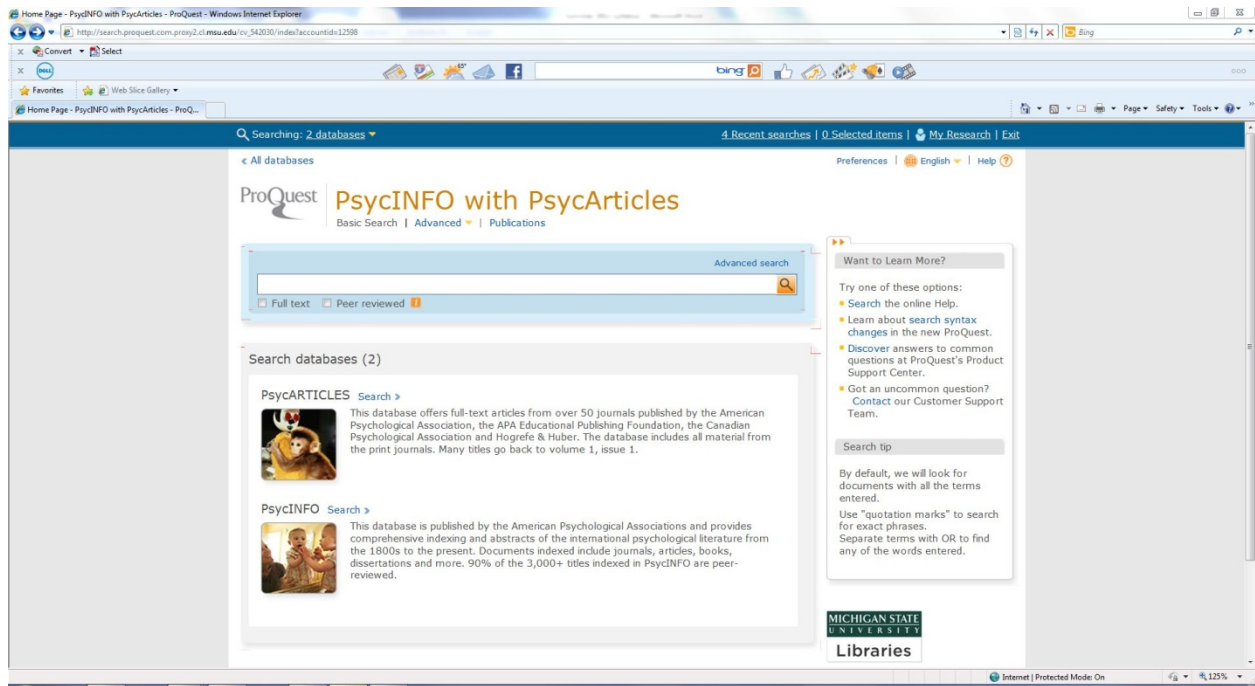 Home Page - PsycINFO with PsycArticles - ProQuest - Windows Internet Explorer
http://search.proquest.com.proxy2.cl.msu.edu/cv_542030/index?accountid=12598
Bing
x Convert Select
x DELL
bing
Favorites Web Slice Gallery
Home Page - PsycINFO with PsycArticles - ProQ...
Page Safety Tools
Searching: 2 databases
4 Recent searches | 0 Selected items | My Research | Exit
« All databases
Preferences | English | Help ?
ProQuest
PsycINFO with PsycArticles
Basic Search | Advanced | Publications
Advanced search
Full text Peer reviewed i
Search databases (2)
PsycARTICLES Search »
This database offers full-text articles from over 50 journals published by the American
Psychological Association, the APA Educational Publishing Foundation, the Canadian
Psychological Association and Hogrefe & Huber. The database includes all material from
the print journals. Many titles go back to volume 1, issue 1.
PsycINFO Search »
This database is published by the American Psychological Associations and provides
comprehensive indexing and abstracts of the international psychological literature from
the 1800s to the present. Documents indexed include journals, articles, books,
dissertations and more. 90% of the 3,000+ titles indexed in PsycINFO are peer-
reviewed.
Want to Learn More?
Try one of these options:
Search the online Help.
Learn about search syntax
changes in the new ProQuest.
Discover answers to common
questions at ProQuest's Product
Support Center.
Got an uncommon question?
Contact our Customer Support
Team.
Search tip
By default, we will look for
documents with all the terms
entered.
Use "quotation marks" to search
for exact phrases.
Separate terms with OR to find
any of the words entered.
MICHIGAN STATE
UNIVERSITY
Libraries
Internet | Protected Mode: On
125%